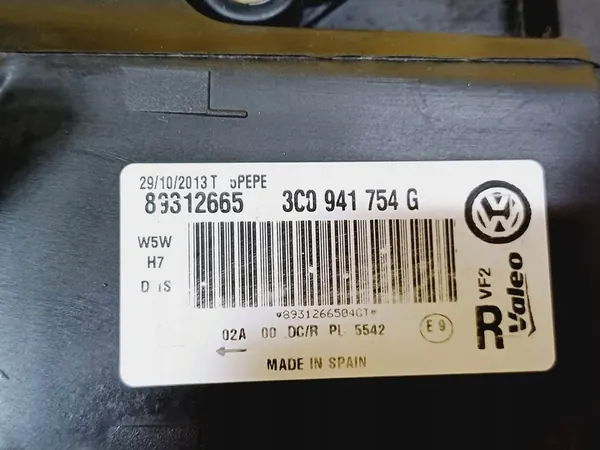 29/10/2013 T 5PEPE
89312665 3C0 941 754 G
W5W
H7
D1S
*8931266504GT*
02A 00 DC/R PL 5542
E9
MADE IN SPAIN
VF2
Valeo